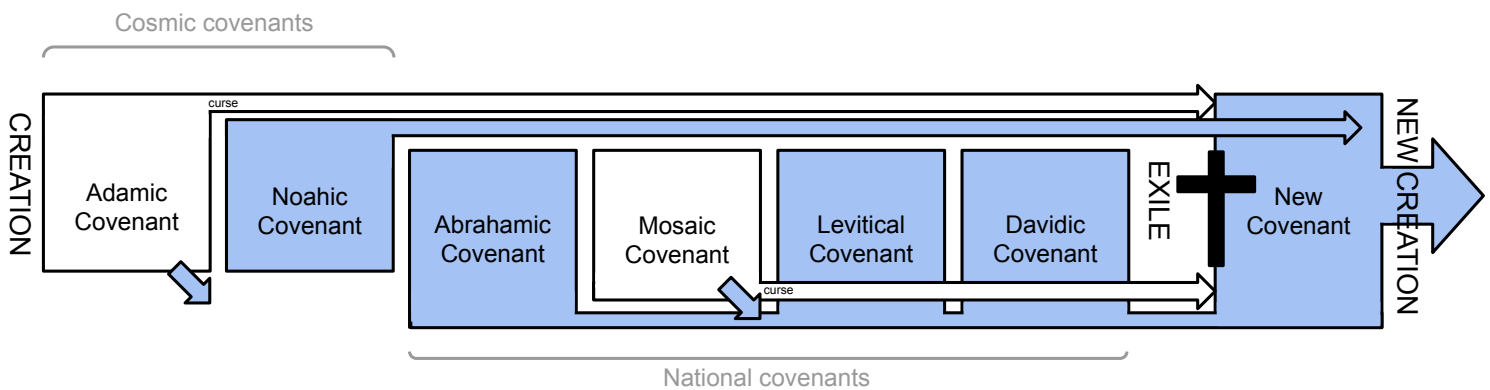 Cosmic covenants
CREATION
curse
Adamic
Covenant
Noahic
Covenant
Abrahamic
Covenant
Mosaic
Covenant
curse
Levitical
Covenant
Davidic
Covenant
EXILE
New
Covenant
NEW CREATION
National covenants